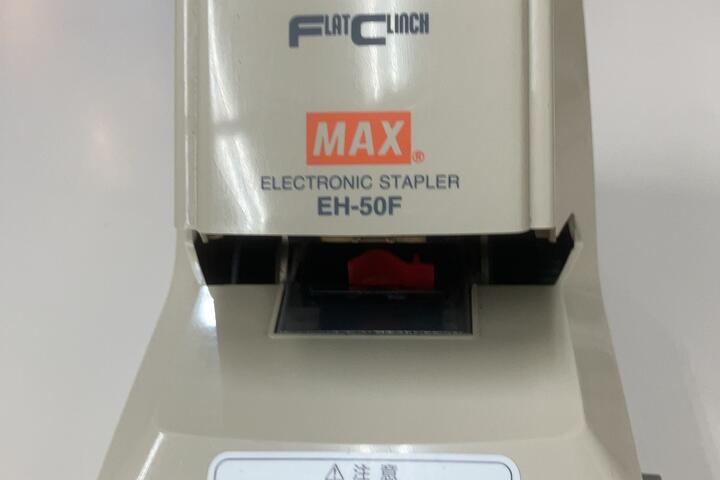 FLATCLINCH
MAX®
ELECTRONIC STAPLER
EH-50F
⚠注意